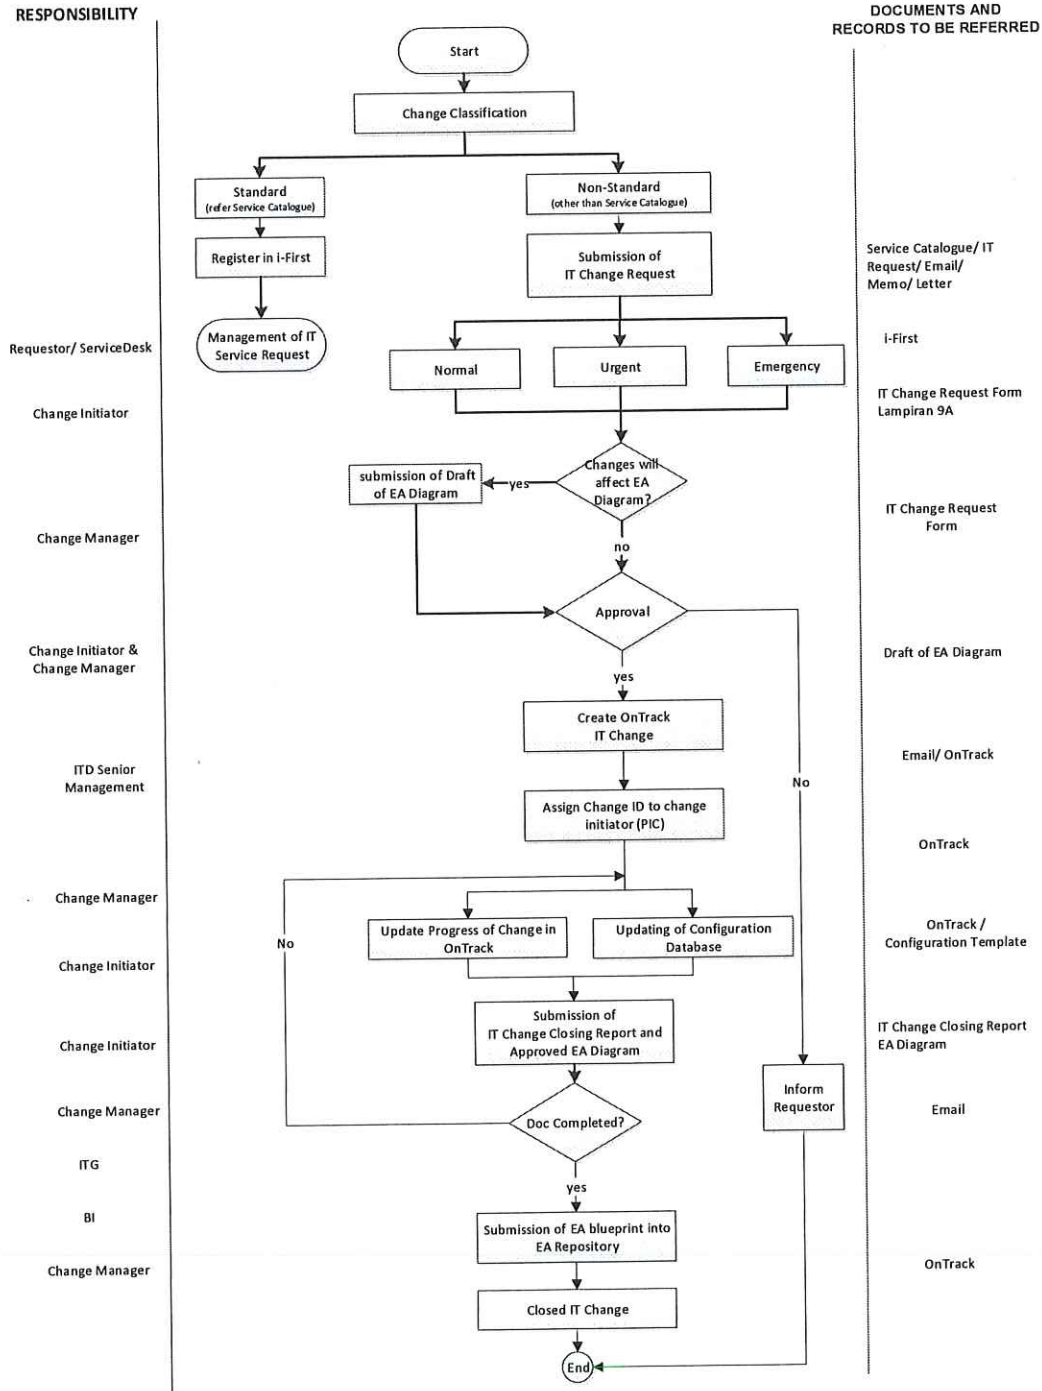 RESPONSIBILITY
DOCUMENTS AND
RECORDS TO BE REFERRED
Start
Change Classification
Standard
(refer Service Catalogue)
Non-Standard
(other than Service Catalogue)
Register in i-First
Submission of
IT Change Request
Service Catalogue/ IT
Request/ Email/
Memo/ Letter
Requestor/ ServiceDesk
Management of IT
Service Request
Normal
Urgent
Emergency
i-First
Change Initiator
IT Change Request Form
Lampiran 9A
submission of Draft
of EA Diagram
yes
Changes will
affect EA
Diagram?
IT Change Request
Form
Change Manager
no
Approval
Change Initiator &
Change Manager
Draft of EA Diagram
yes
Create OnTrack
IT Change
ITD Senior
Management
Email/ OnTrack
No
Assign Change ID to change
initiator (PIC)
OnTrack
Change Manager
No
Update Progress of Change in
OnTrack
Updating of Configuration
Database
OnTrack /
Configuration Template
Change Initiator
Submission of
IT Change Closing Report and
Approved EA Diagram
IT Change Closing Report
EA Diagram
Change Initiator
Inform
Requestor
Change Manager
Doc Completed?
Email
ITG
yes
BI
Submission of EA blueprint into
EA Repository
Change Manager
OnTrack
Closed IT Change
End